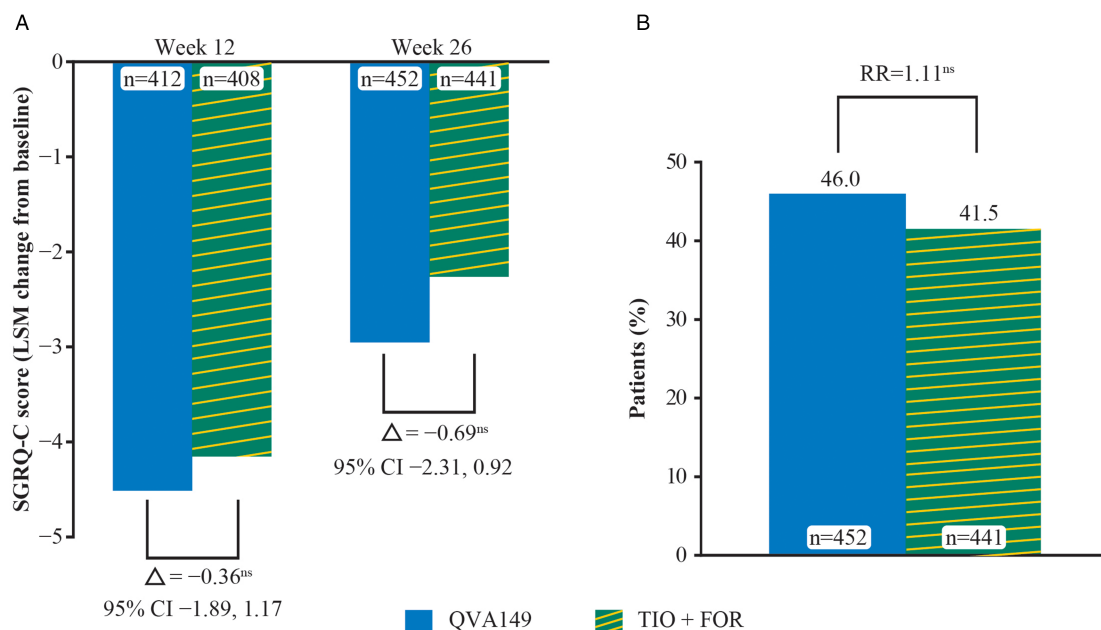 A
Week 12
Week 26
0
−1
−2
−3
−4
−5
SGRQ-C score (LSM change from baseline)
n=412
n=408
n=452
n=441
△ = −0.36ns
95% CI −1.89, 1.17
△ = −0.69ns
95% CI −2.31, 0.92
B
RR=1.11ns
50
40
30
20
10
0
Patients (%)
46.0
41.5
n=452
n=441
QVA149
TIO + FOR